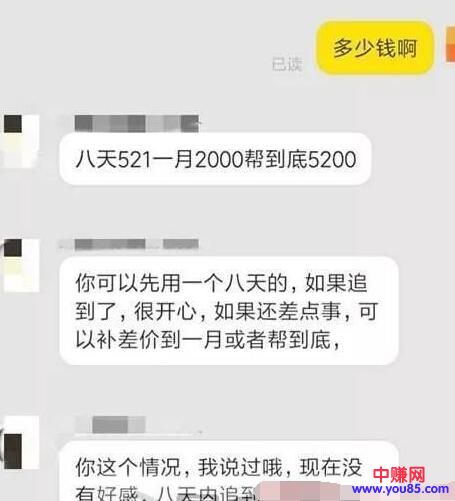 多少钱啊
已读
八天521一月2000帮到底5200
你可以先用一个八天的，如果追
到了，很开心，如果还差点事，可
以补差价到一月或者帮到底，
你这个情况，我说过哦，现在没
有好感，八天内追到
中赚网
www.you85.com